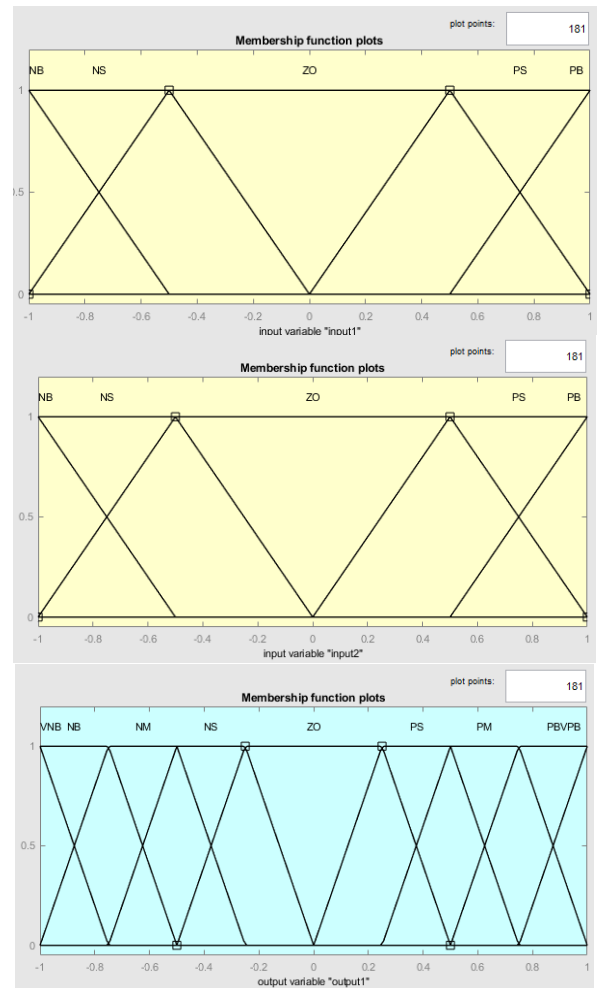 plot points: 181
Membership function plots
NB NS ZO PS PB
1
0.5
0
-1 -0.8 -0.6 -0.4 -0.2 0 0.2 0.4 0.6 0.8 1
input variable "input1"
plot points: 181
Membership function plots
NB NS ZO PS PB
1
0.5
0
-1 -0.8 -0.6 -0.4 -0.2 0 0.2 0.4 0.6 0.8 1
input variable "input2"
plot points: 181
Membership function plots
VNB NB NM NS ZO PS PM PBVPB
1
0.5
0
-1 -0.8 -0.6 -0.4 -0.2 0 0.2 0.4 0.6 0.8 1
output variable "output1"